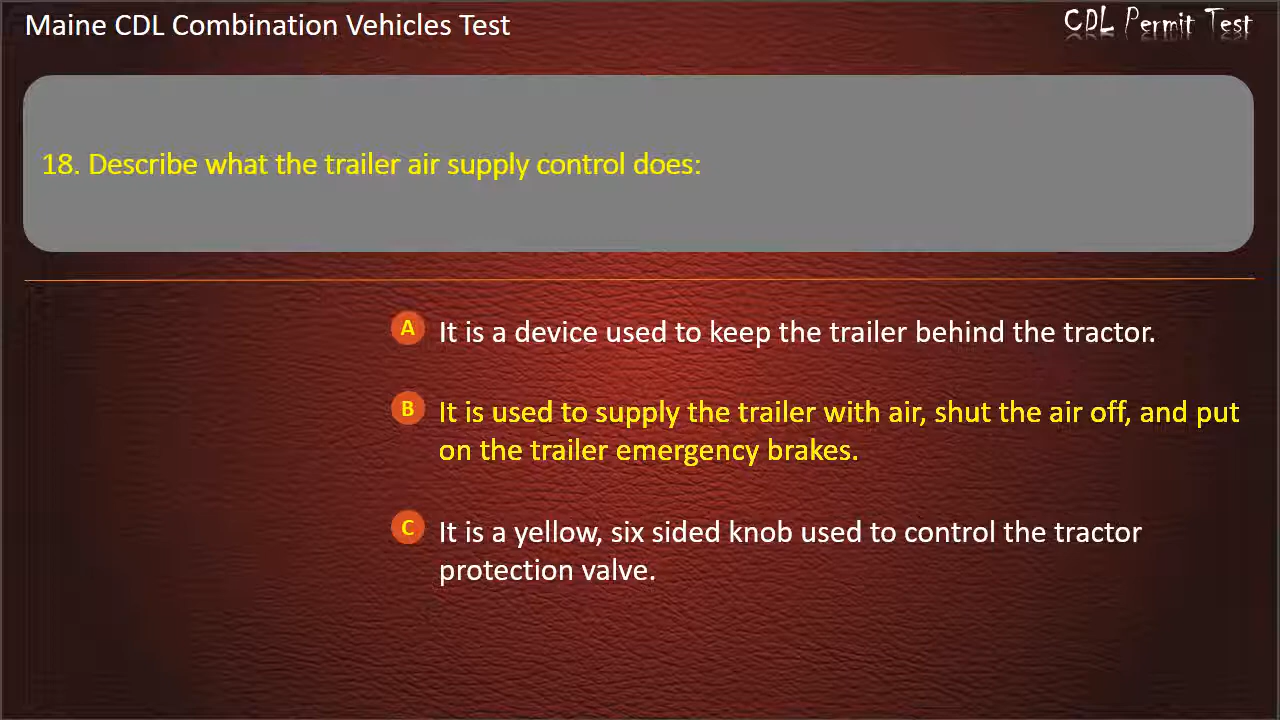 Maine CDL Combination Vehicles Test
CDL Permit Test
18. Describe what the trailer air supply control does:
A It is a device used to keep the trailer behind the tractor.
B It is used to supply the trailer with air, shut the air off, and put
on the trailer emergency brakes.
C It is a yellow, six sided knob used to control the tractor
protection valve.